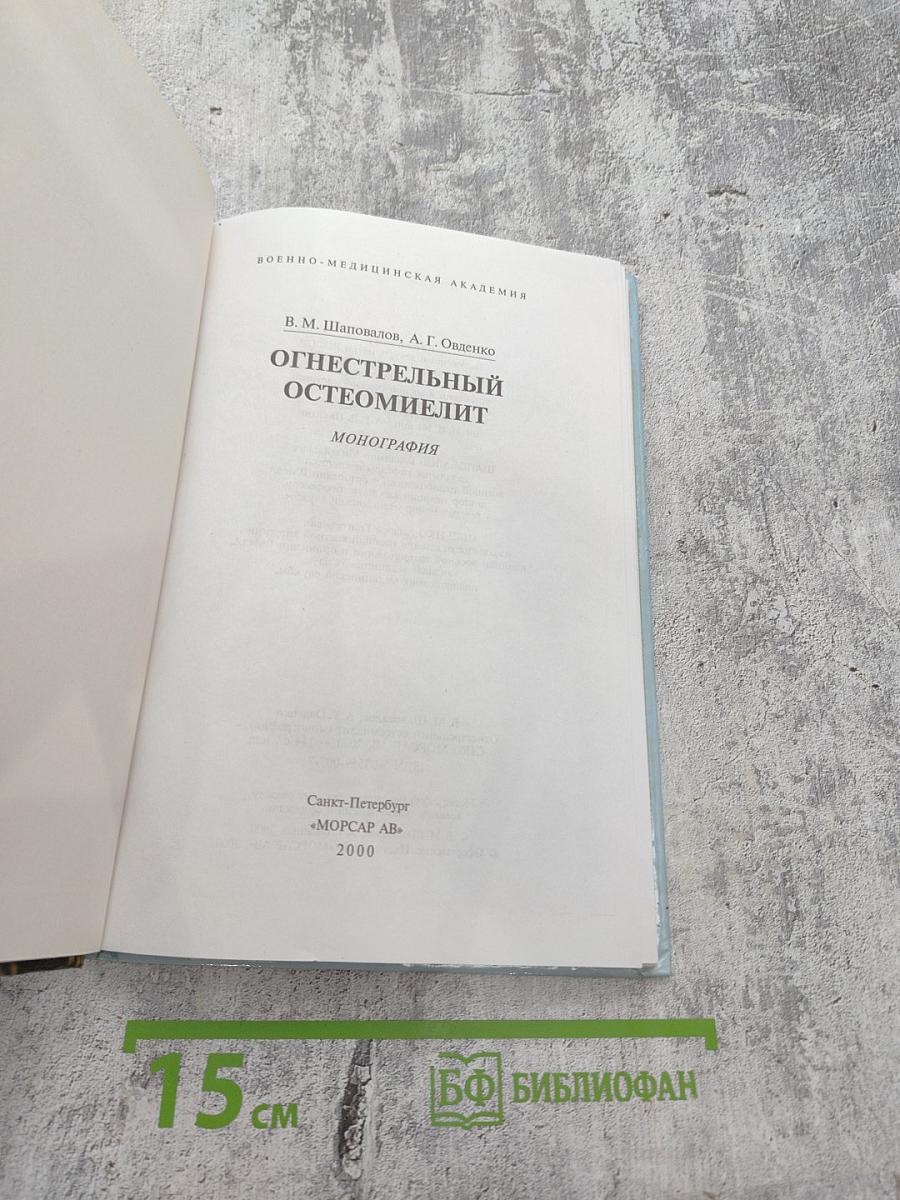 ВОЕННО-МЕДИЦИНСКАЯ АКАДЕМИЯ
В. М. Шаповалов, А. Г. Овденко
ОГНЕСТРЕЛЬНЫЙ
ОСТЕОМИЕЛИТ
МОНОГРАФИЯ
Санкт-Петербург
«МОРСАР АВ»
2000
15 см
БФ БИБЛИОФАН